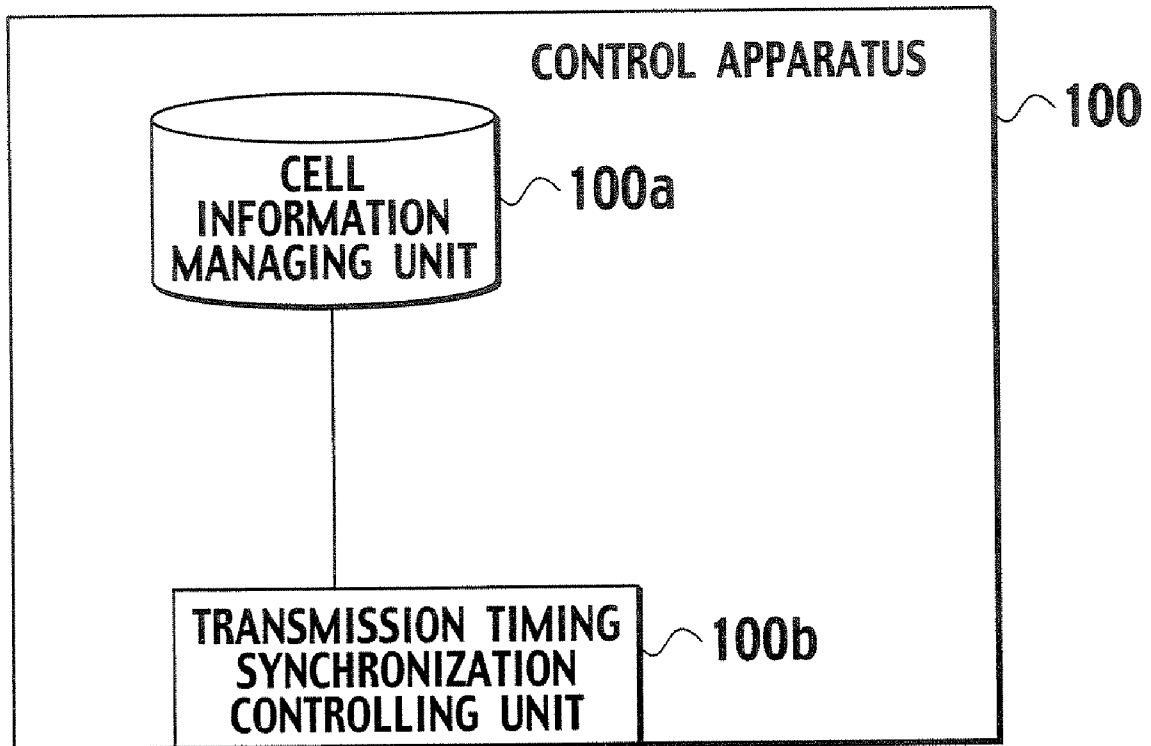 CONTROL APPARATUS
100
CELL
INFORMATION
MANAGING UNIT
100a
TRANSMISSION TIMING
SYNCHRONIZATION
CONTROLLING UNIT
100b